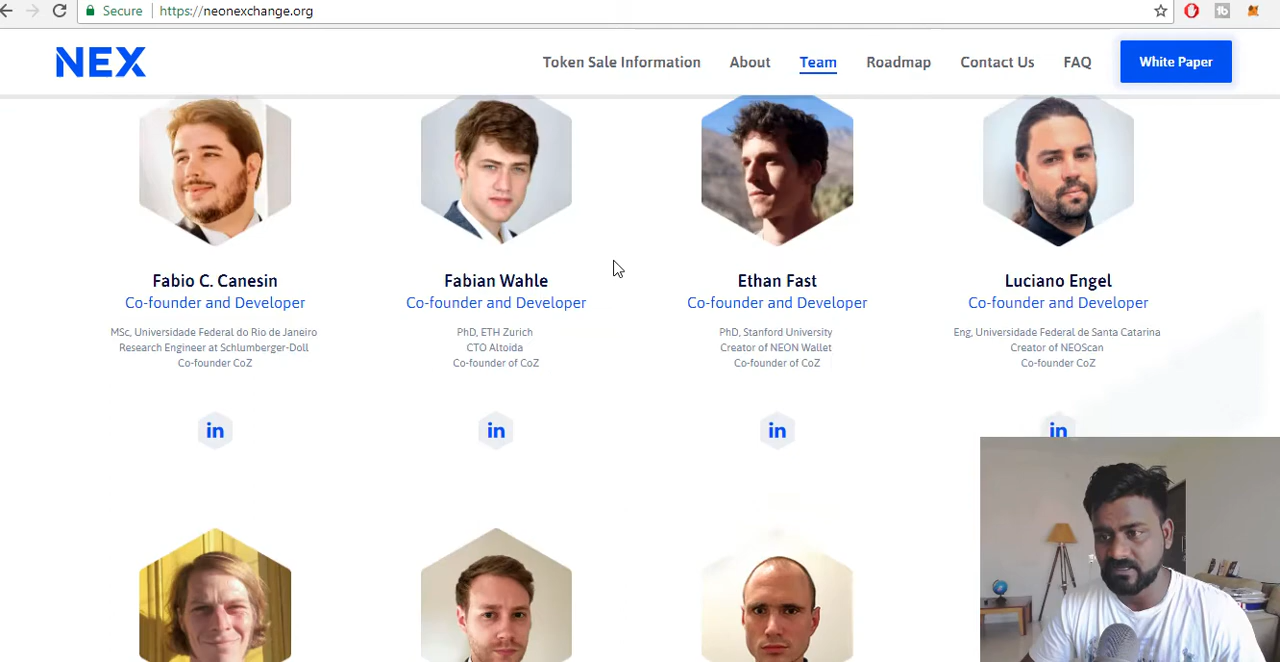 Secure https://neonexchange.org
NEX
Token Sale Information About Team Roadmap Contact Us FAQ White Paper
Fabio C. Canesin
Co-founder and Developer
MSc, Universidade Federal do Rio de Janeiro
Research Engineer at Schlumberger-Doll
Co-founder CoZ
in
Fabian Wahle
Co-founder and Developer
PhD, ETH Zurich
CTO Altoida
Co-founder of CoZ
in
Ethan Fast
Co-founder and Developer
PhD, Stanford University
Creator of NEON Wallet
Co-founder of CoZ
in
Luciano Engel
Co-founder and Developer
Eng, Universidade Federal de Santa Catarina
Creator of NEOScan
Co-founder CoZ
in